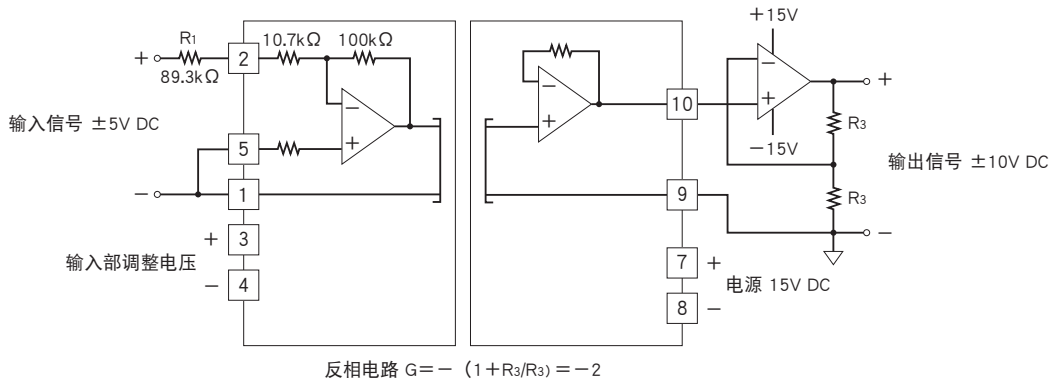 +15V
R1
10.7kΩ
100kΩ
+
2
89.3kΩ
−
+
−
+
10
−
+
+
输入信号 ±5V DC
5
−15V
R3
输出信号 ±10V DC
−
1
9
R3
−
+
3
输入部调整电压
7
+
电源 15V DC
−
4
8
−
反相电路 G=−（1+R3/R3）=−2